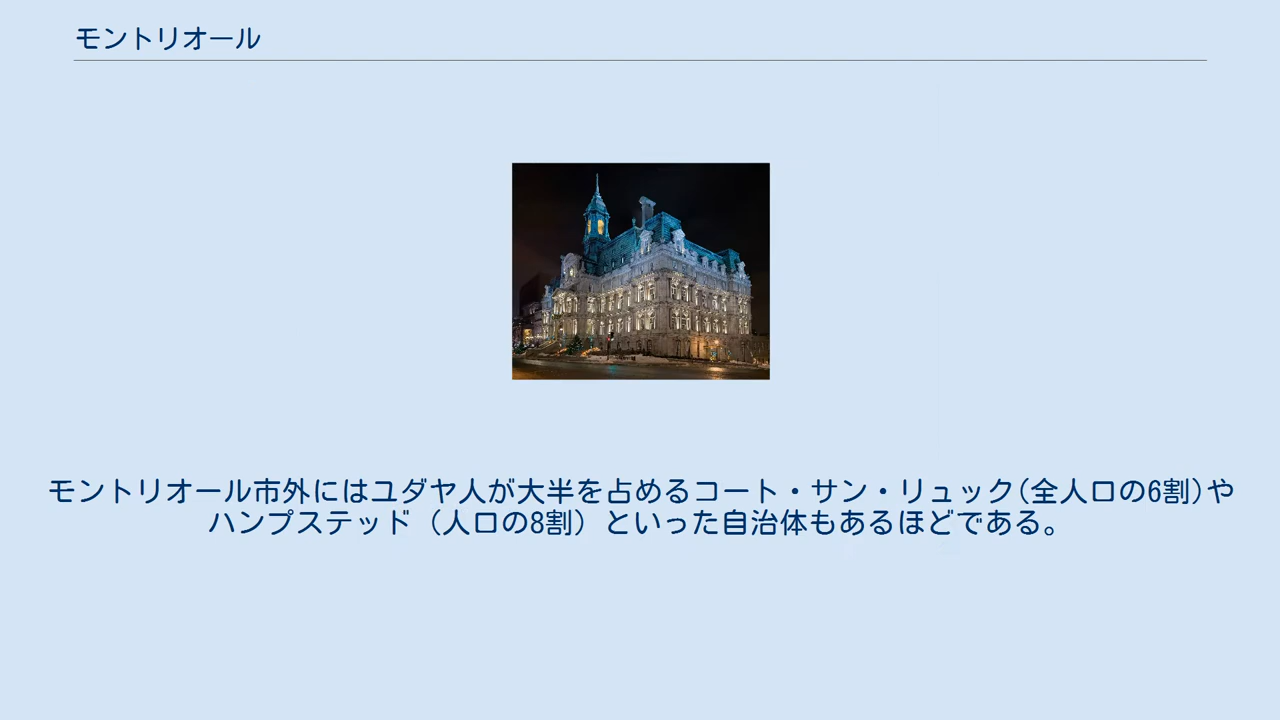 モントリオール
モントリオール市外にはユダヤ人が大半を占めるコート・サン・リュック(全人口の6割)や
ハンプステッド（人口の8割）といった自治体もあるほどである。